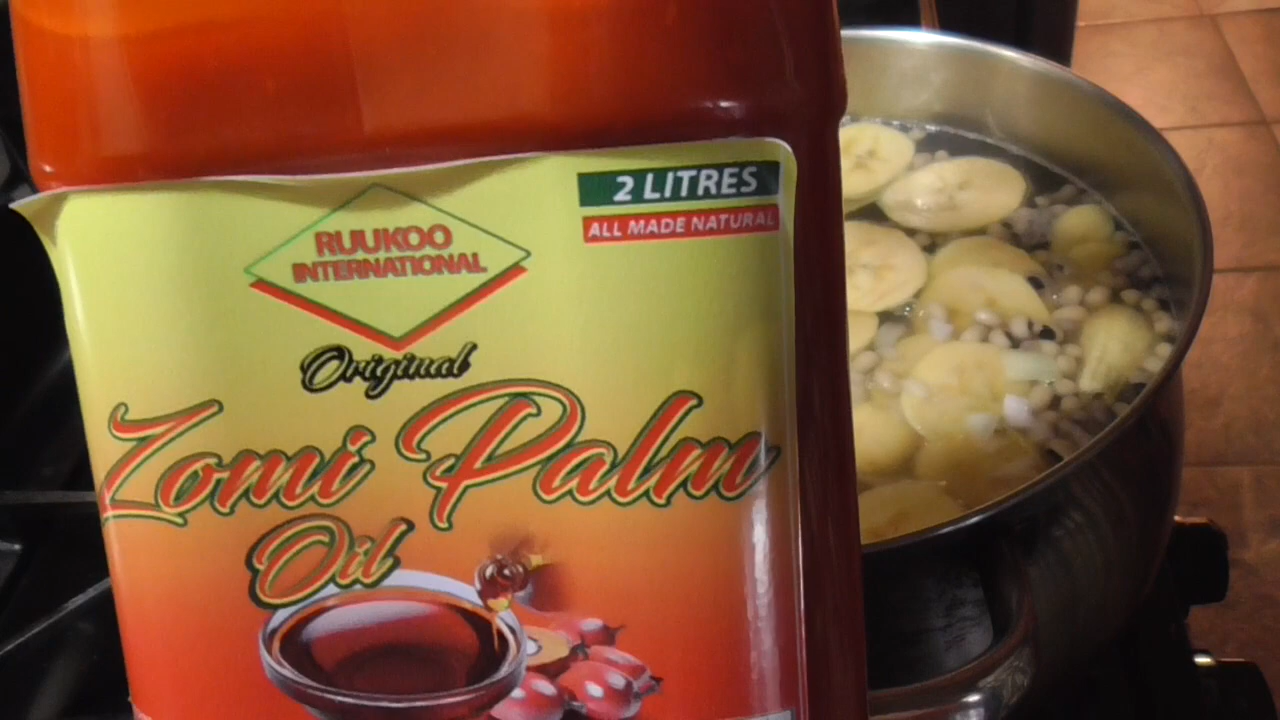 RUUKOO
INTERNATIONAL
2 LITRES
ALL MADE NATURAL
Original
Zomi Palm
Oil